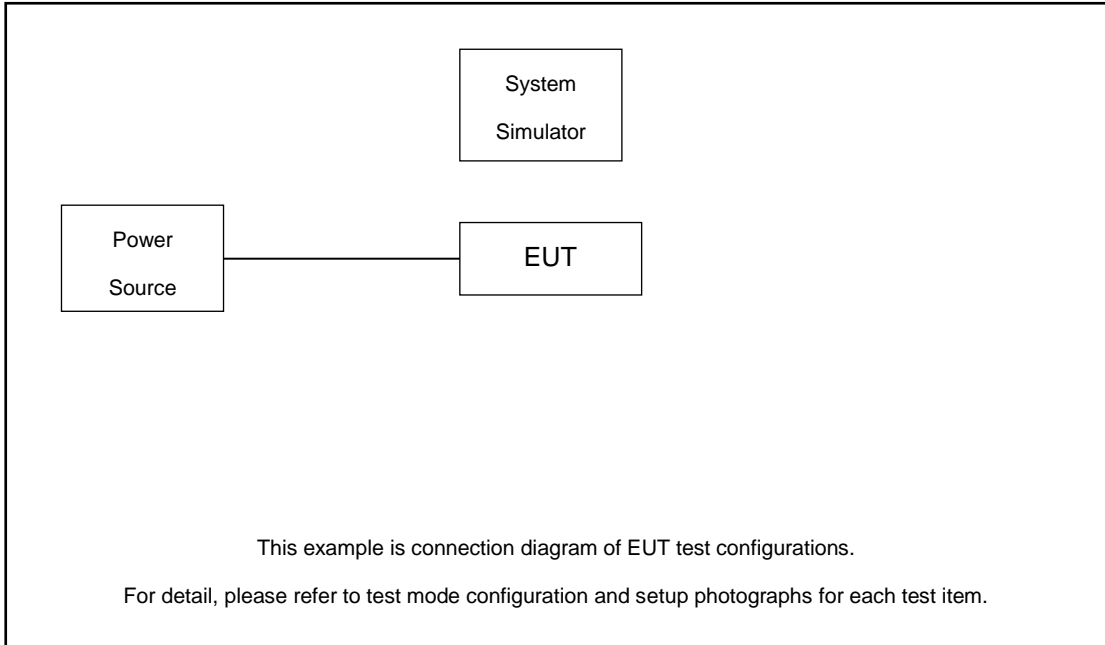 System
Simulator
Power
Source
EUT
This example is connection diagram of EUT test configurations.
For detail, please refer to test mode configuration and setup photographs for each test item.